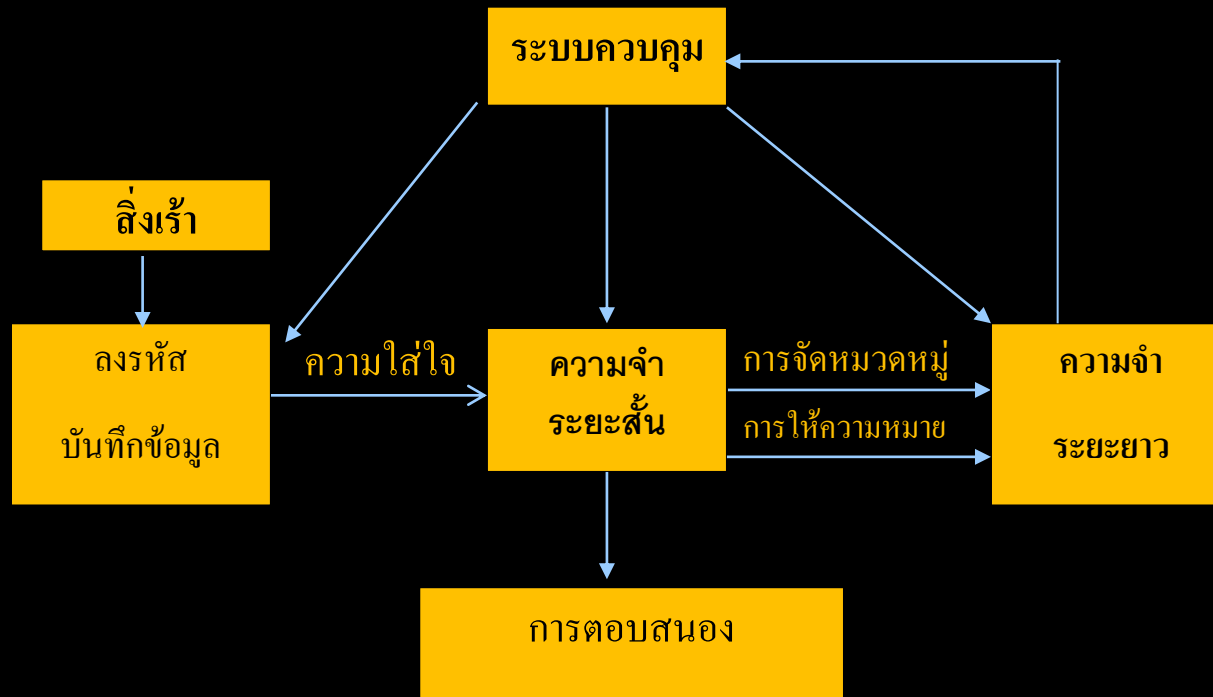 ระบบควบคุม
สิ่งเร้า
ลงรหัส
บันทึกข้อมูล
ความใส่ใจ
ความจำ
ระยะสั้น
การจัดหมวดหมู่
การให้ความหมาย
ความจำ
ระยะยาว
การตอบสนอง